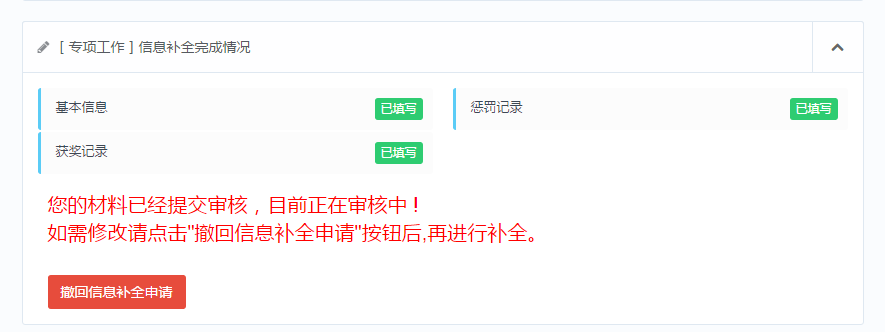 [ 专项工作 ] 信息补全完成情况
基本信息 已填写
惩罚记录 已填写
获奖记录 已填写
您的材料已经提交审核，目前正在审核中！
如需修改请点击"撤回信息补全申请"按钮后,再进行补全。
撤回信息补全申请